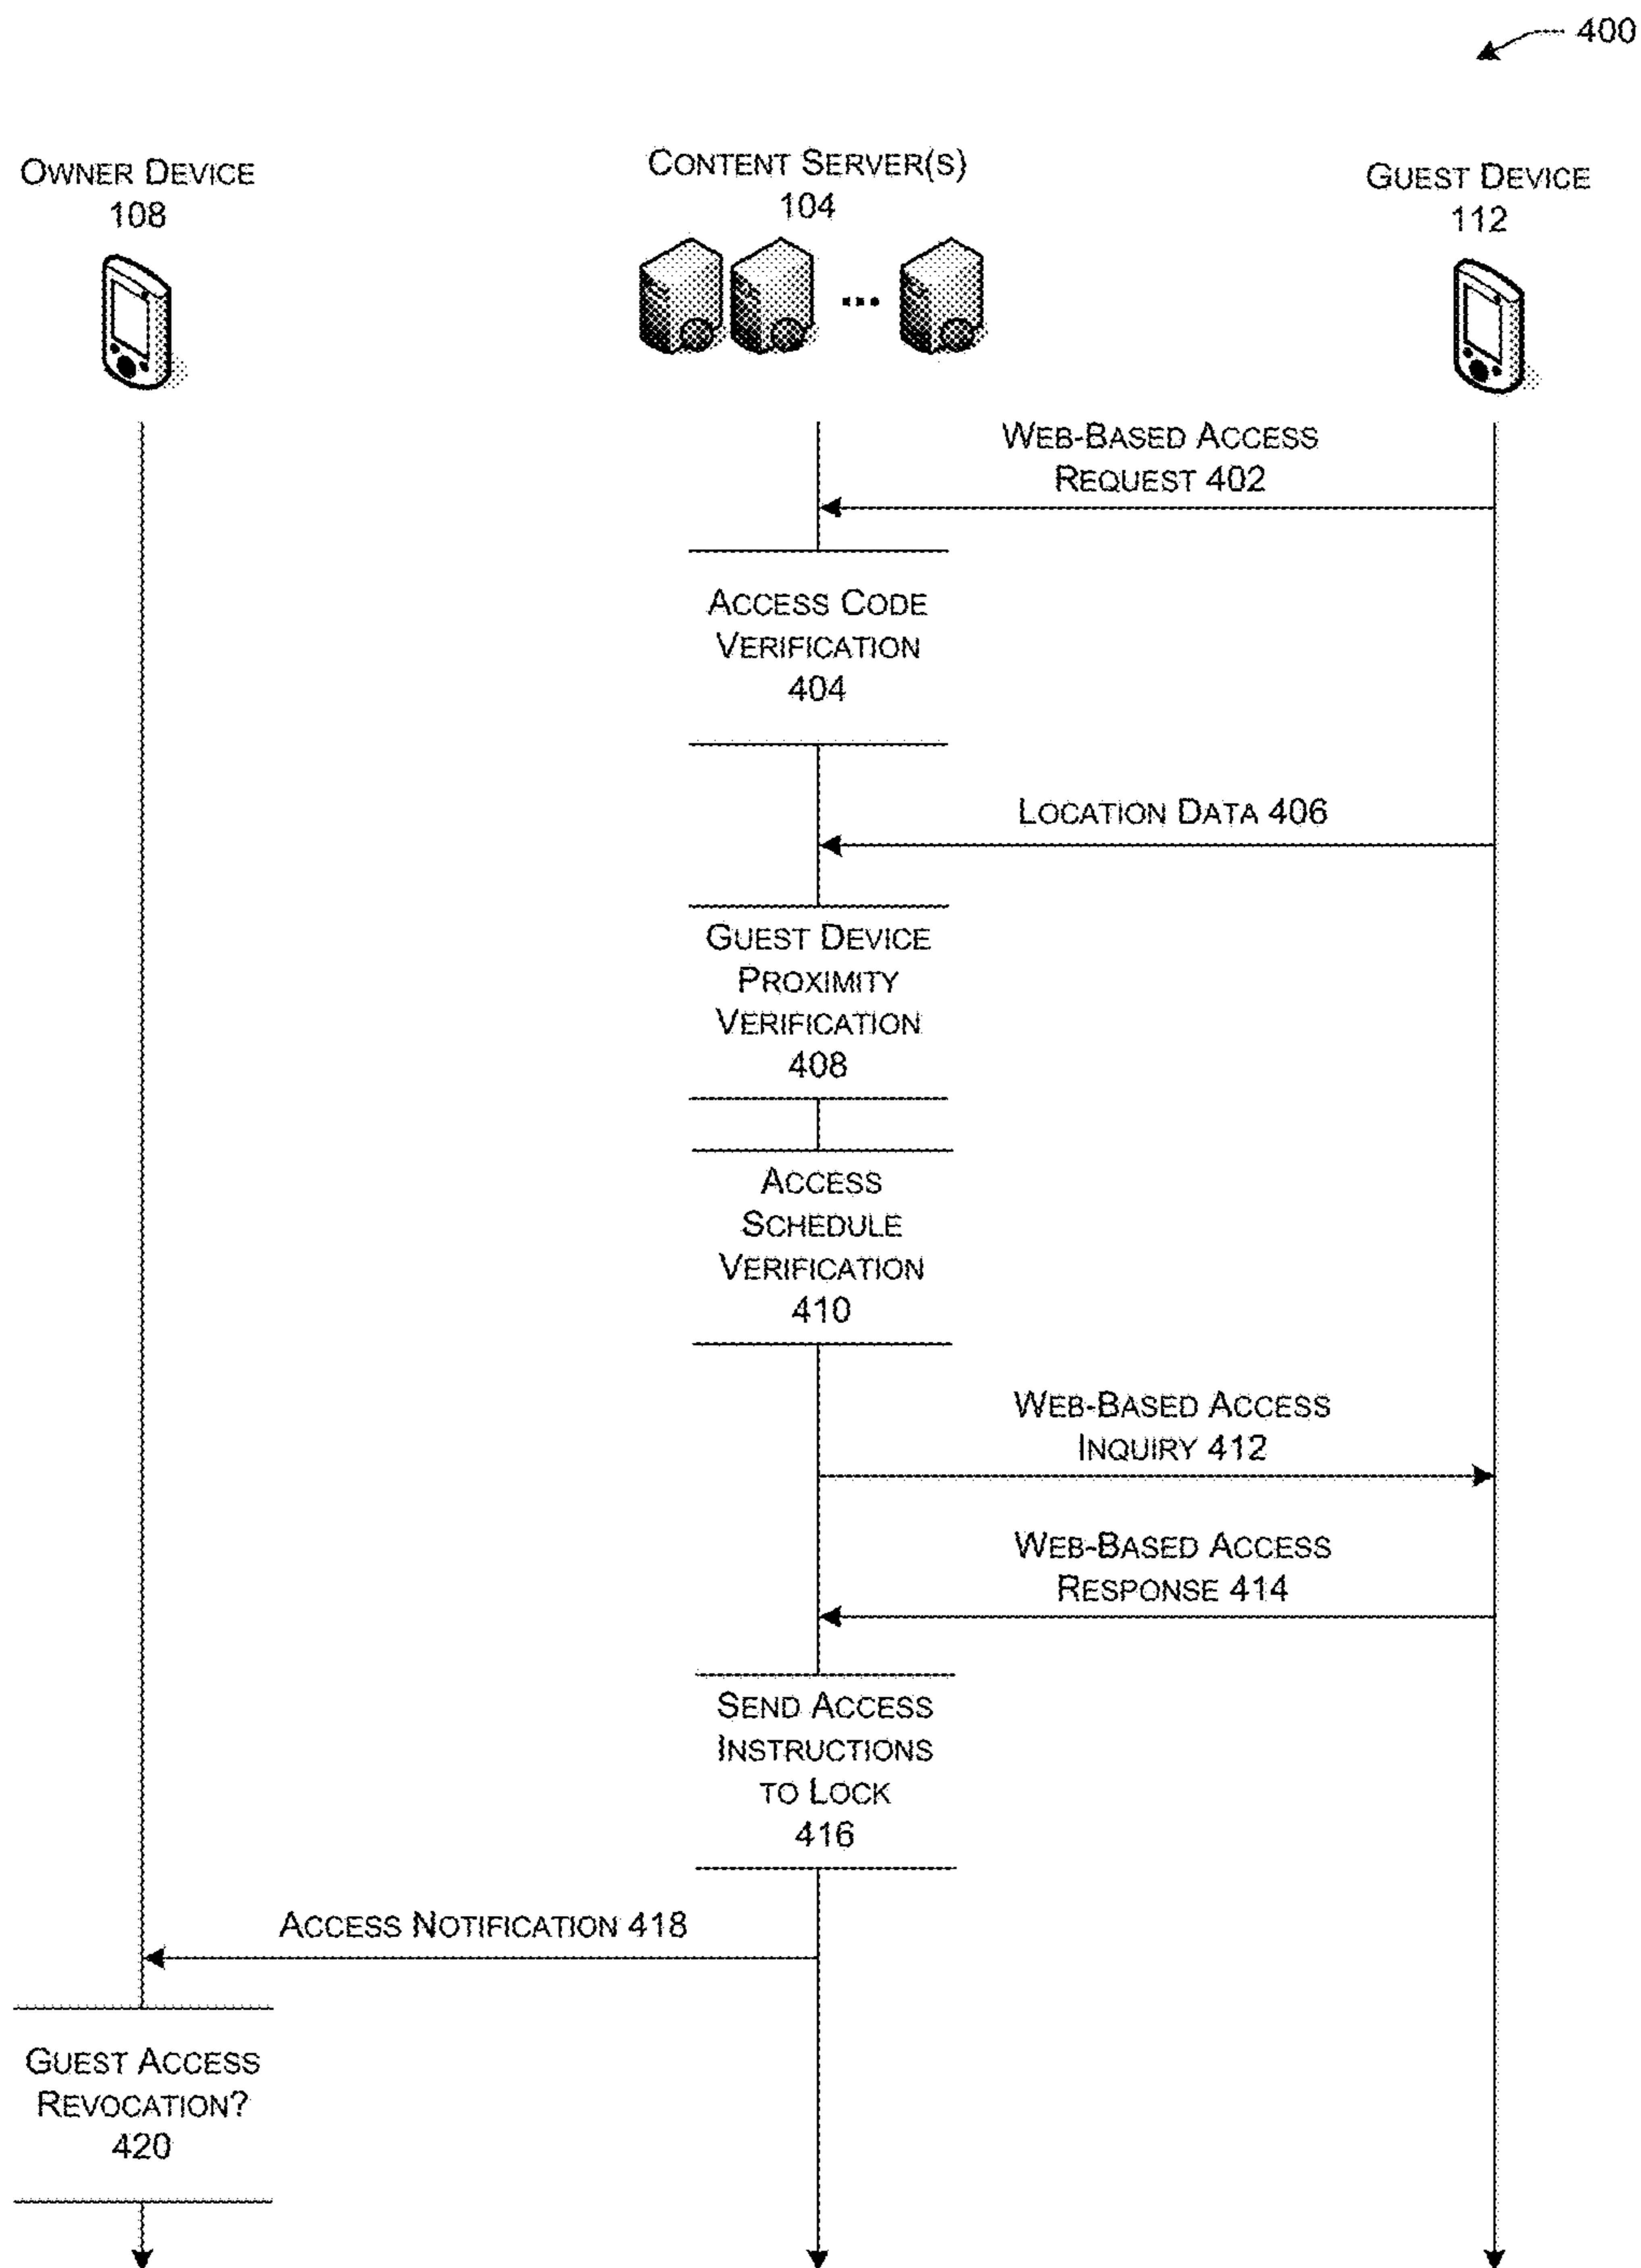 400
OWNER DEVICE
108
CONTENT SERVER(S)
104
GUEST DEVICE
112
WEB-BASED ACCESS
REQUEST 402
ACCESS CODE
VERIFICATION
404
LOCATION DATA 406
GUEST DEVICE
PROXIMITY
VERIFICATION
408
ACCESS
SCHEDULE
VERIFICATION
410
WEB-BASED ACCESS
INQUIRY 412
WEB-BASED ACCESS
RESPONSE 414
SEND ACCESS
INSTRUCTIONS
TO LOCK
416
ACCESS NOTIFICATION 418
GUEST ACCESS
REVOCATION?
420